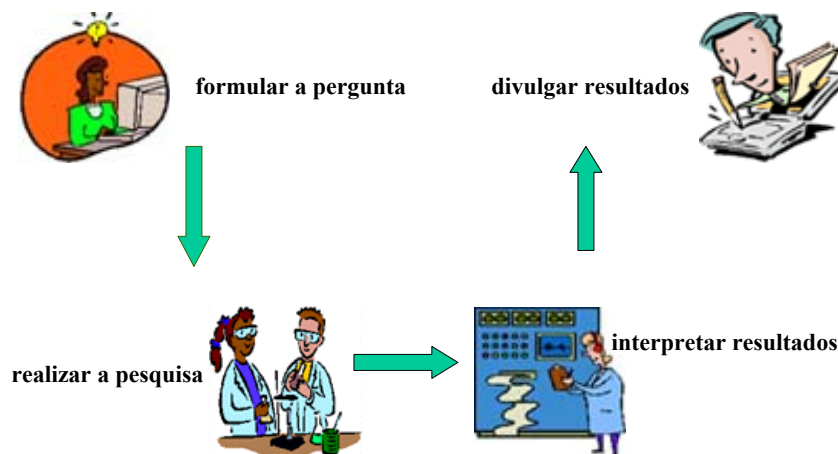 formular a pergunta
divulgar resultados
realizar a pesquisa
interpretar resultados